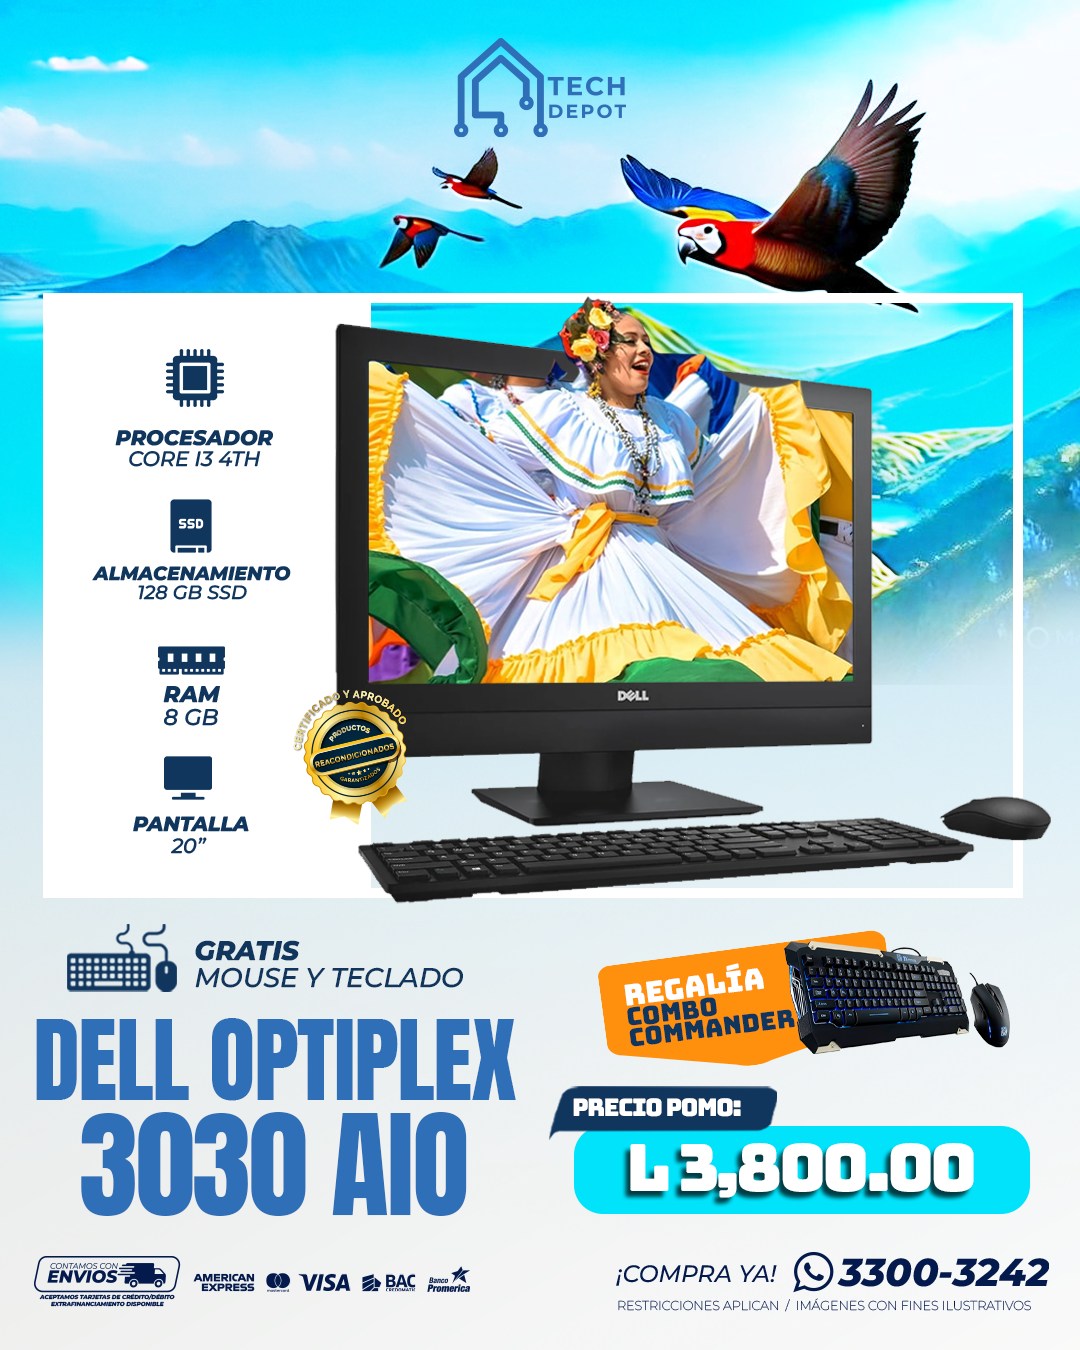 TECH
DEPOT
PROCESADOR
CORE I3 4TH
SSD
ALMACENAMIENTO
128 GB SSD
RAM
8 GB
PANTALLA
20”
DELL
CERTIFICADO Y APROBADO
PRODUCTOS
REACONDICIONADOS
GARANTIZADOS
GRATIS
MOUSE Y TECLADO
REGALÍA
COMBO
COMMANDER
DELL OPTIPLEX
3030 AIO
PRECIO POMO:
L 3,800.00
CONTAMOS CON
ENVIOS
ACEPTAMOS TARJETAS DE CRÉDITO/DÉBITO
EXTRAFINANCIAMIENTO DISPONIBLE
AMERICAN
EXPRESS
mastercard
VISA
BAC
CREDOMATIC
Banco
Promerica
¡COMPRA YA! 3300-3242
RESTRICCIONES APLICAN / IMÁGENES CON FINES ILUSTRATIVOS